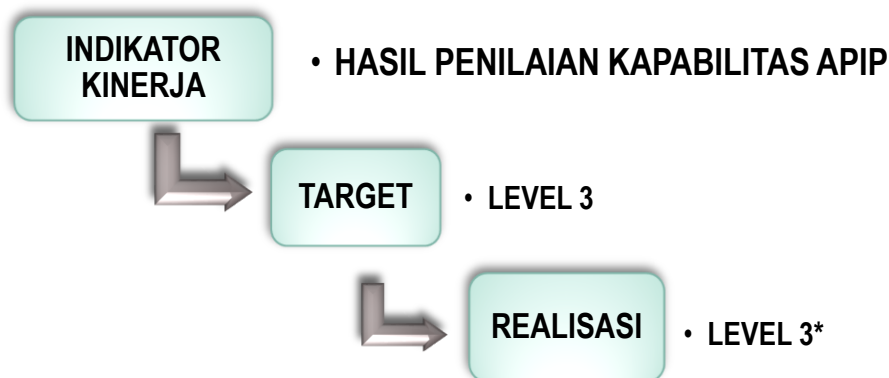 INDIKATOR
KINERJA
• HASIL PENILAIAN KAPABILITAS APIP
TARGET
• LEVEL 3
REALISASI
• LEVEL 3*